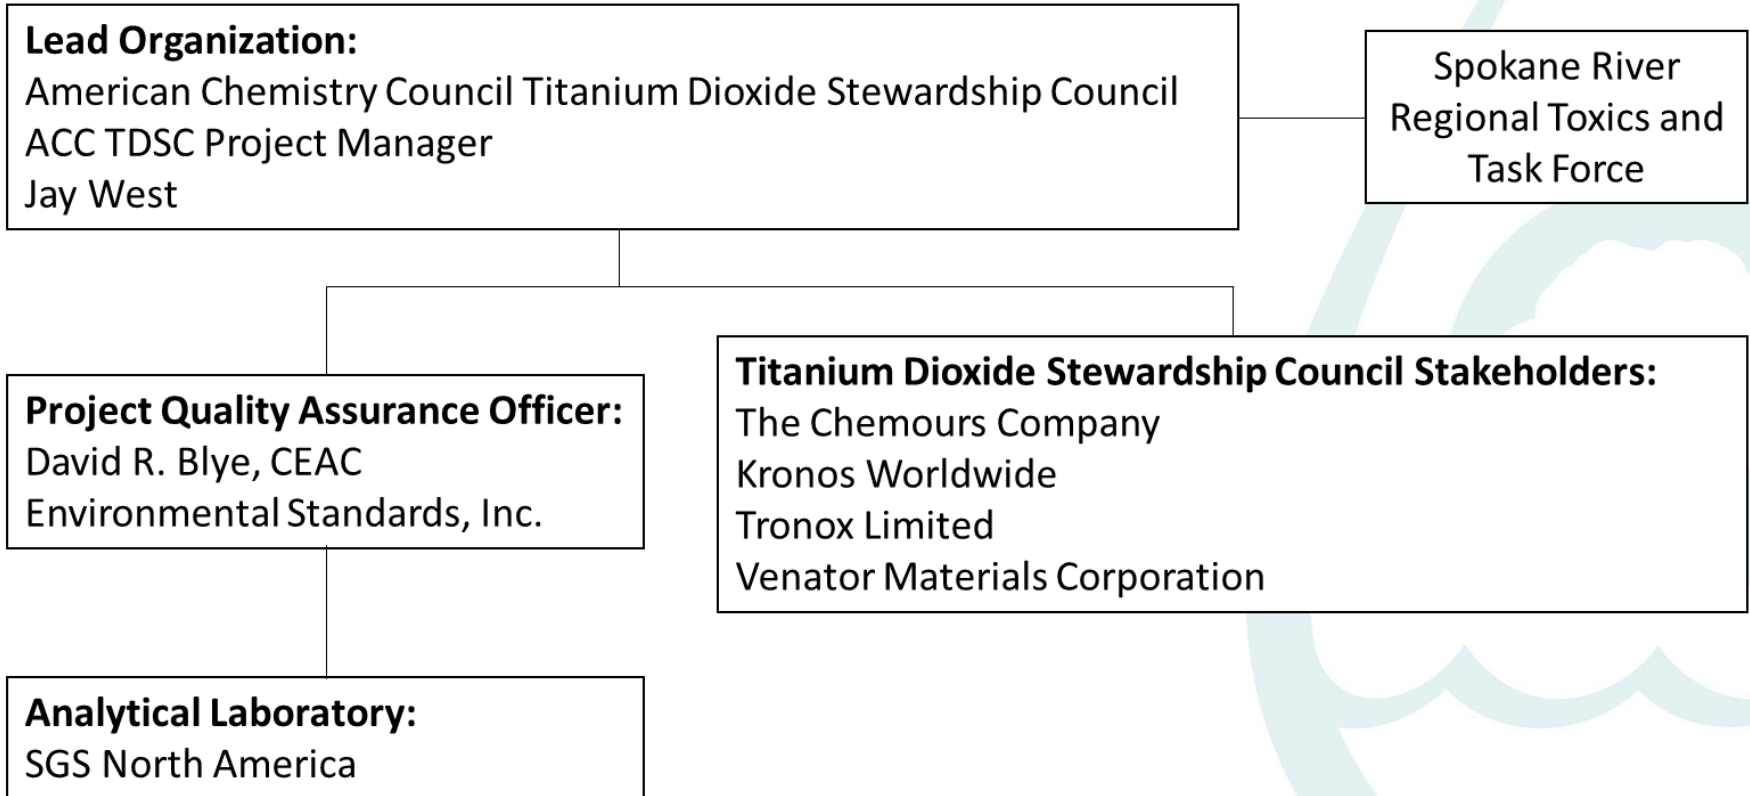 Lead Organization:
American Chemistry Council Titanium Dioxide Stewardship Council
ACC TDSC Project Manager
Jay West
Spokane River
Regional Toxics and
Task Force
Project Quality Assurance Officer:
David R. Blye, CEAC
Environmental Standards, Inc.
Titanium Dioxide Stewardship Council Stakeholders:
The Chemours Company
Kronos Worldwide
Tronox Limited
Venator Materials Corporation
Analytical Laboratory:
SGS North America